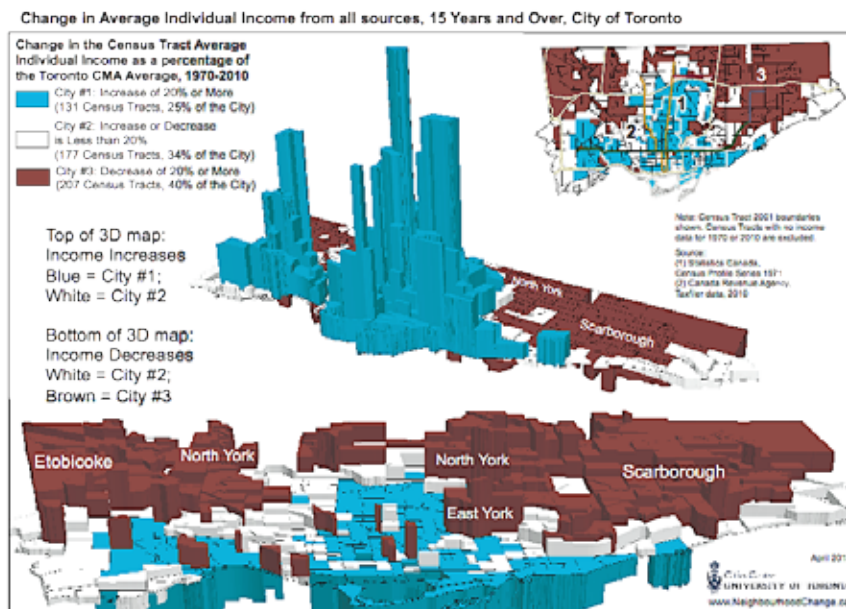 Change in Average Individual Income from all sources, 15 Years and Over, City of Toronto
Change in the Census Tract Average
Individual Income as a percentage of
the Toronto CMA Average, 1970-2010
City #1: Increase of 20% or More
(131 Census Tracts, 25% of the City)
City #2: Increase or Decrease
is Less than 20%
(177 Census Tracts, 34% of the City)
City #3: Decrease of 20% or More
(207 Census Tracts, 40% of the City)
1
2
3
Note: Census Tract 2001 boundaries
shown. Census Tracts with no income
data for 1970 or 2010 are excluded.
Source:
(1) Statistics Canada,
Census Profile Series 1971
(2) Canada Revenue Agency,
Taxfiler data, 2010
Top of 3D map:
Income Increases
Blue = City #1;
White = City #2
Bottom of 3D map:
Income Decreases
White = City #2;
Brown = City #3
North York
Scarborough
Etobicoke
North York
North York
Scarborough
East York
April 201
Cities Centre
UNIVERSITY OF TORONTO
www.NeighbourhoodChange.ca